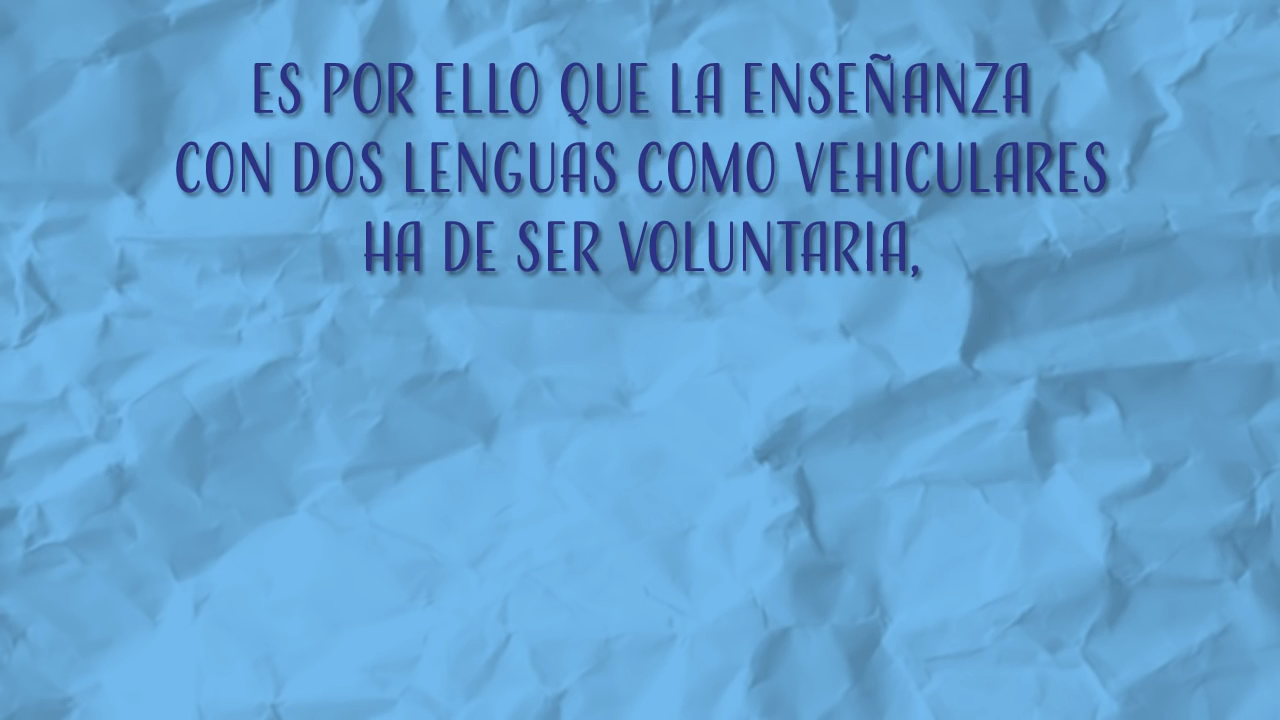 ES POR ELLO QUE LA ENSEÑANZA
CON DOS LENGUAS COMO VEHICULARES
HA DE SER VOLUNTARIA,